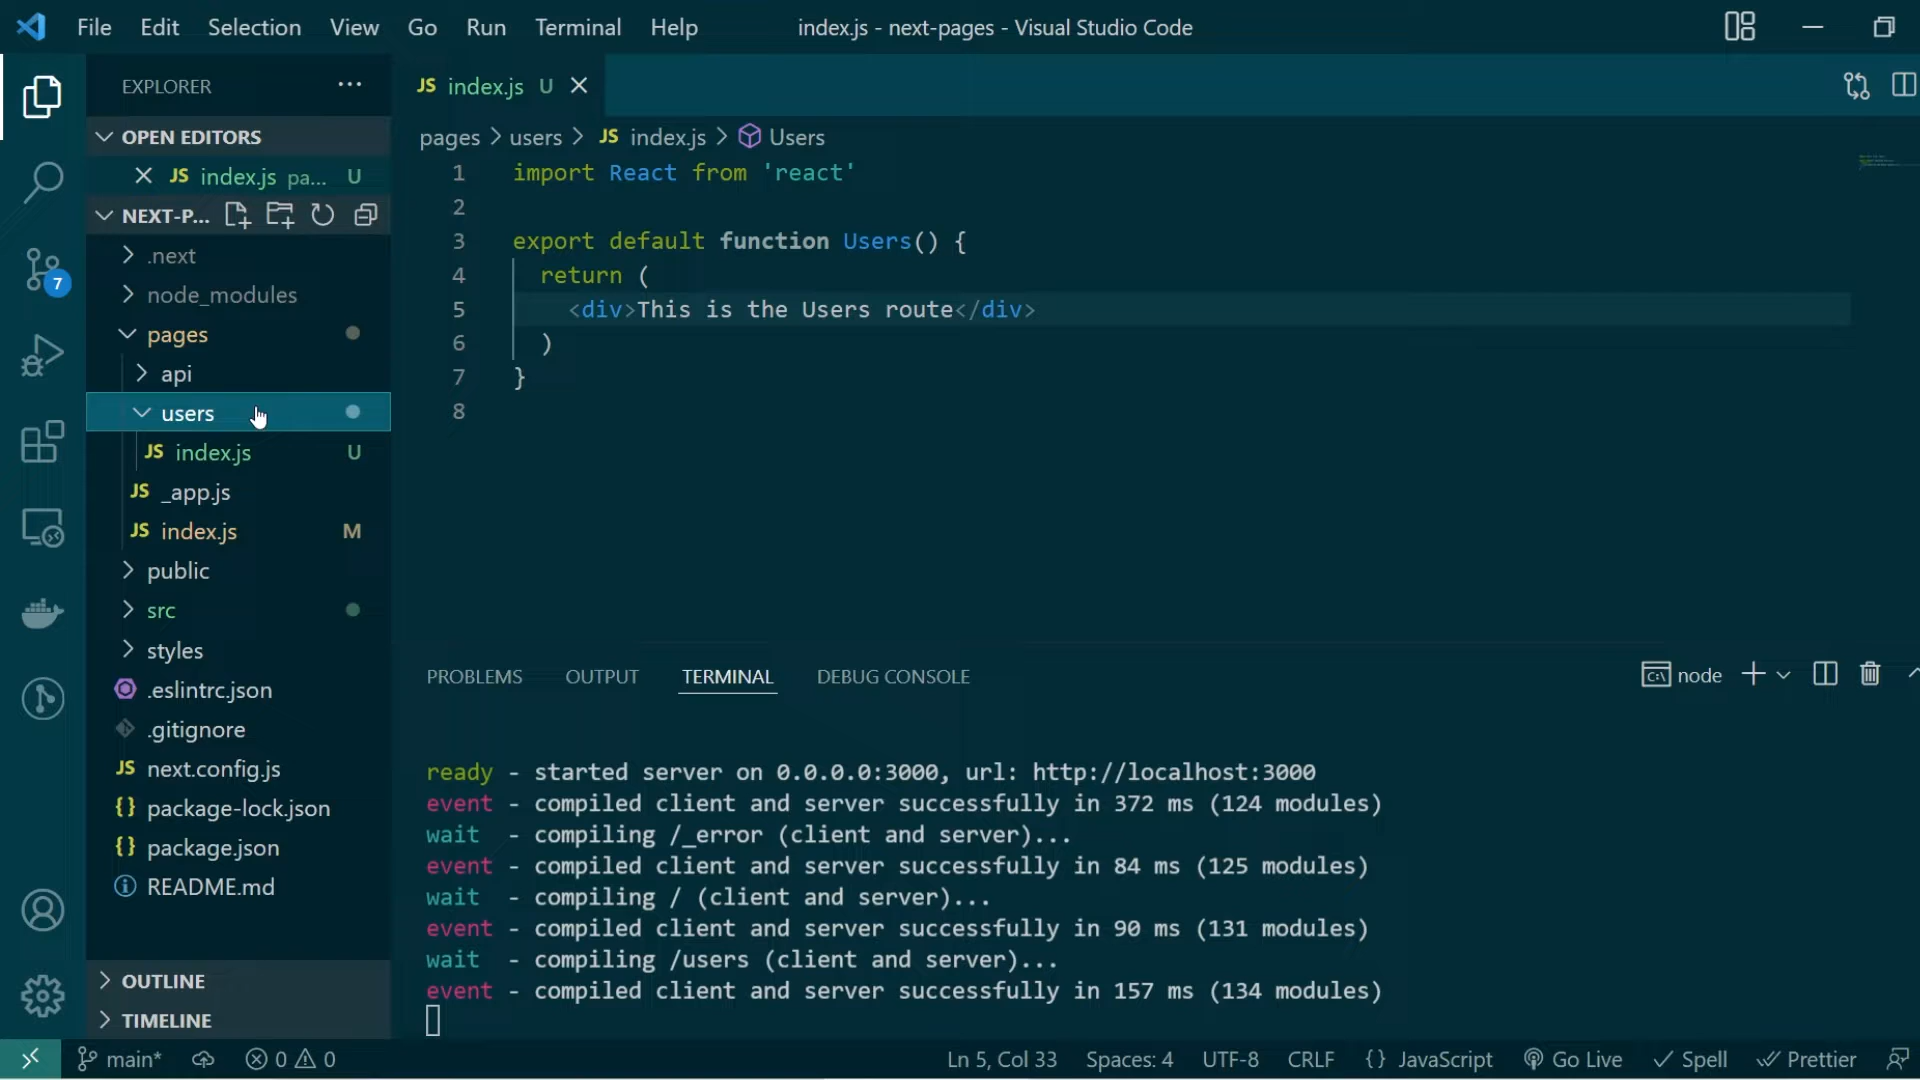 File Edit Selection View Go Run Terminal Help index.js - next-pages - Visual Studio Code
EXPLORER
OPEN EDITORS
JS index.js pa... U
NEXT-P...
.next
node_modules
pages
api
users
JS index.js U
JS _app.js
JS index.js M
public
src
styles
.eslintrc.json
.gitignore
JS next.config.js
{} package-lock.json
{} package.json
README.md
OUTLINE
TIMELINE
7
JS index.js U
pages > users > JS index.js > Users
1 import React from 'react'
2
3 export default function Users() {
4 return (
5 <div>This is the Users route</div>
6 )
7 }
8
PROBLEMS OUTPUT TERMINAL DEBUG CONSOLE
node
ready - started server on 0.0.0.0:3000, url: http://localhost:3000
event - compiled client and server successfully in 372 ms (124 modules)
wait - compiling /_error (client and server)...
event - compiled client and server successfully in 84 ms (125 modules)
wait - compiling / (client and server)...
event - compiled client and server successfully in 90 ms (131 modules)
wait - compiling /users (client and server)...
event - compiled client and server successfully in 157 ms (134 modules)
main* 0 0 Ln 5, Col 33 Spaces: 4 UTF-8 CRLF {} JavaScript Go Live Spell Prettier